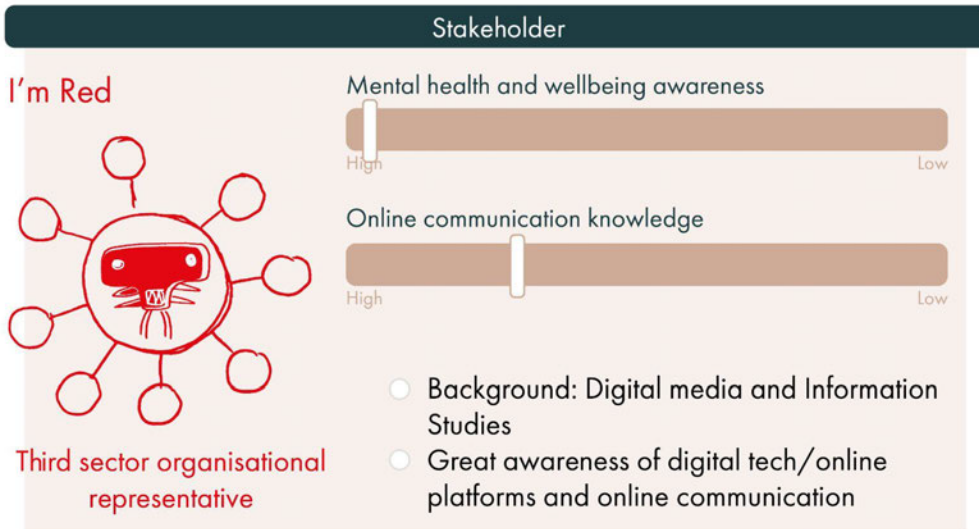 Stakeholder
I'm Red
Third sector organisational
representative
Mental health and wellbeing awareness
High Low
Online communication knowledge
High Low
Background: Digital media and Information
Studies
Great awareness of digital tech/online
platforms and online communication